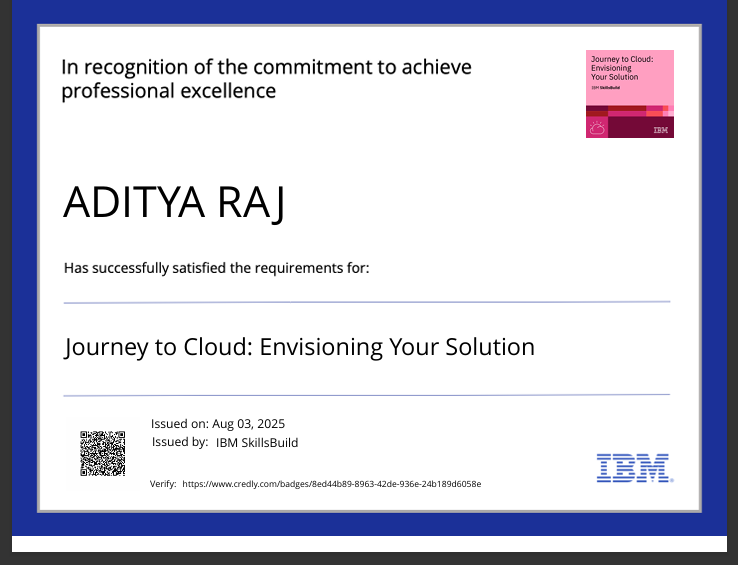 In recognition of the commitment to achieve
professional excellence
Journey to Cloud:
Envisioning
Your Solution
IBM SkillsBuild
IBM
ADITYA RAJ
Has successfully satisfied the requirements for:
Journey to Cloud: Envisioning Your Solution
Issued on: Aug 03, 2025
Issued by: IBM SkillsBuild
Verify: https://www.credly.com/badges/8ed44b89-8963-42de-936e-24b189d6058e
IBM®